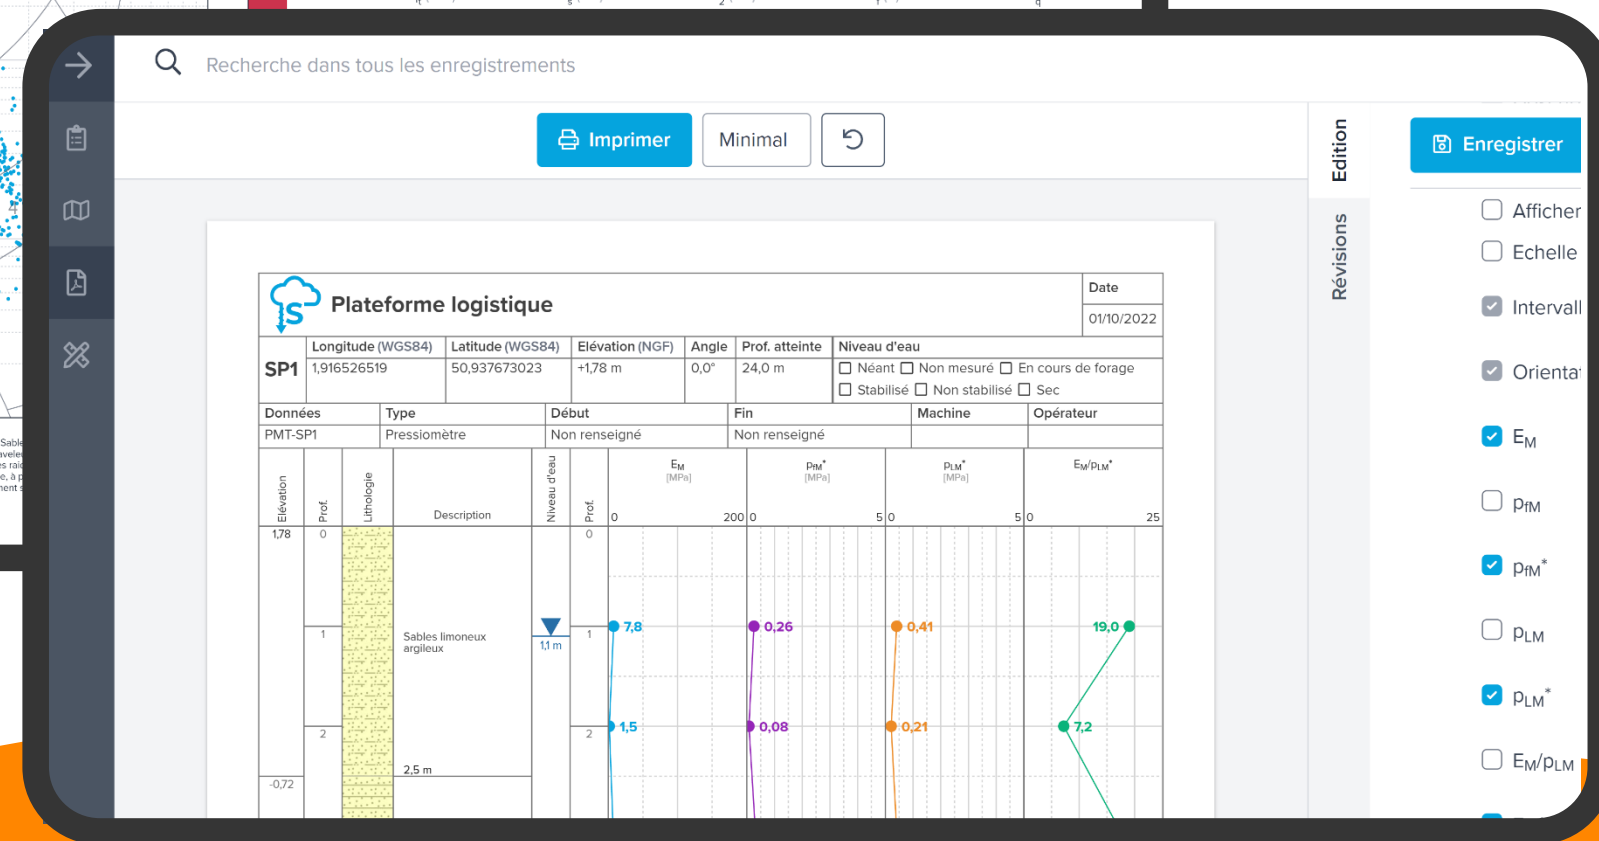 Recherche dans tous les enregistrements
Imprimer
Minimal
Edition
Révisions
Enregistrer
Afficher
Echelle
Intervall
Orientat
EM
pfM
pfM*
pLM
pLM*
EM/pLM
S
Plateforme logistique
Date
01/10/2022
SP1
Longitude (WGS84) Latitude (WGS84) Elévation (NGF) Angle Prof. atteinte Niveau d'eau
1,916526519 50,937673023 +1,78 m 0,0° 24,0 m Néant Non mesuré En cours de forage
Stabilisé Non stabilisé Sec
Données Type Début Fin Machine Opérateur
PMT-SP1 Pressiomètre Non renseigné Non renseigné
Elévation Prof. Lithologie Description Niveau d'eau Prof.
EM pfM* pLM* EM/pLM*
[MPa] [MPa] [MPa]
0 200 0 5 0 5 0 25
1,78 0 0
1 1 7,8 0,26 0,41 19,0
Sables limoneux
argileux
1,1 m
2 2 1,5 0,08 0,21 7,2
2,5 m
-0,72